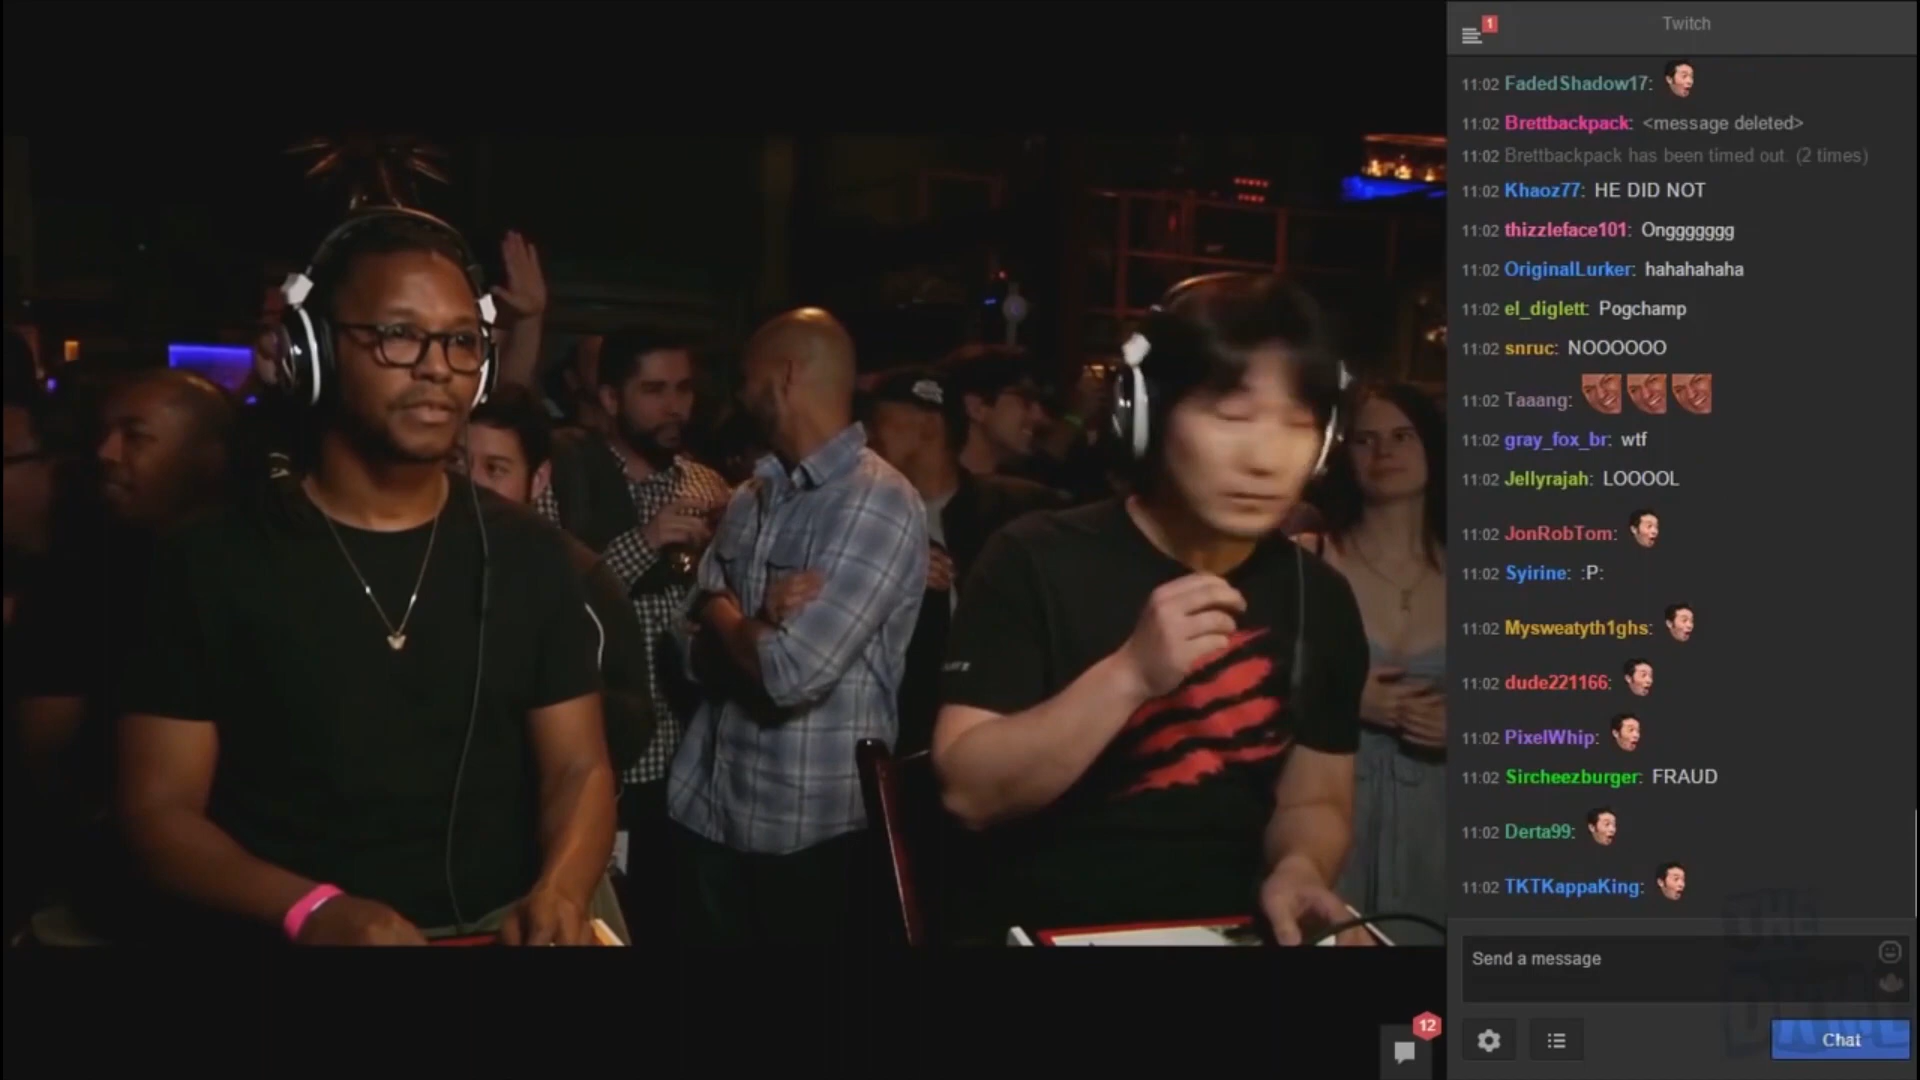 1
Twitch
11:02 FadedShadow17:
11:02 Brettbackpack: <message deleted>
11:02 Brettbackpack has been timed out. (2 times)
11:02 Khaoz77: HE DID NOT
11:02 thizzleface101: Onggggggg
11:02 OriginalLurker: hahahahaha
11:02 el_diglett: Pogchamp
11:02 snruc: NOOOOOO
11:02 Taaang:
11:02 gray_fox_br: wtf
11:02 Jellyrajah: LOOOOL
11:02 JonRobTom:
11:02 Syirine: :P:
11:02 Mysweatyth1ghs:
11:02 dude221166:
11:02 PixelWhip:
11:02 Sircheezburger: FRAUD
11:02 Derta99:
11:02 TKTKappaKing:
Send a message
12
Chat